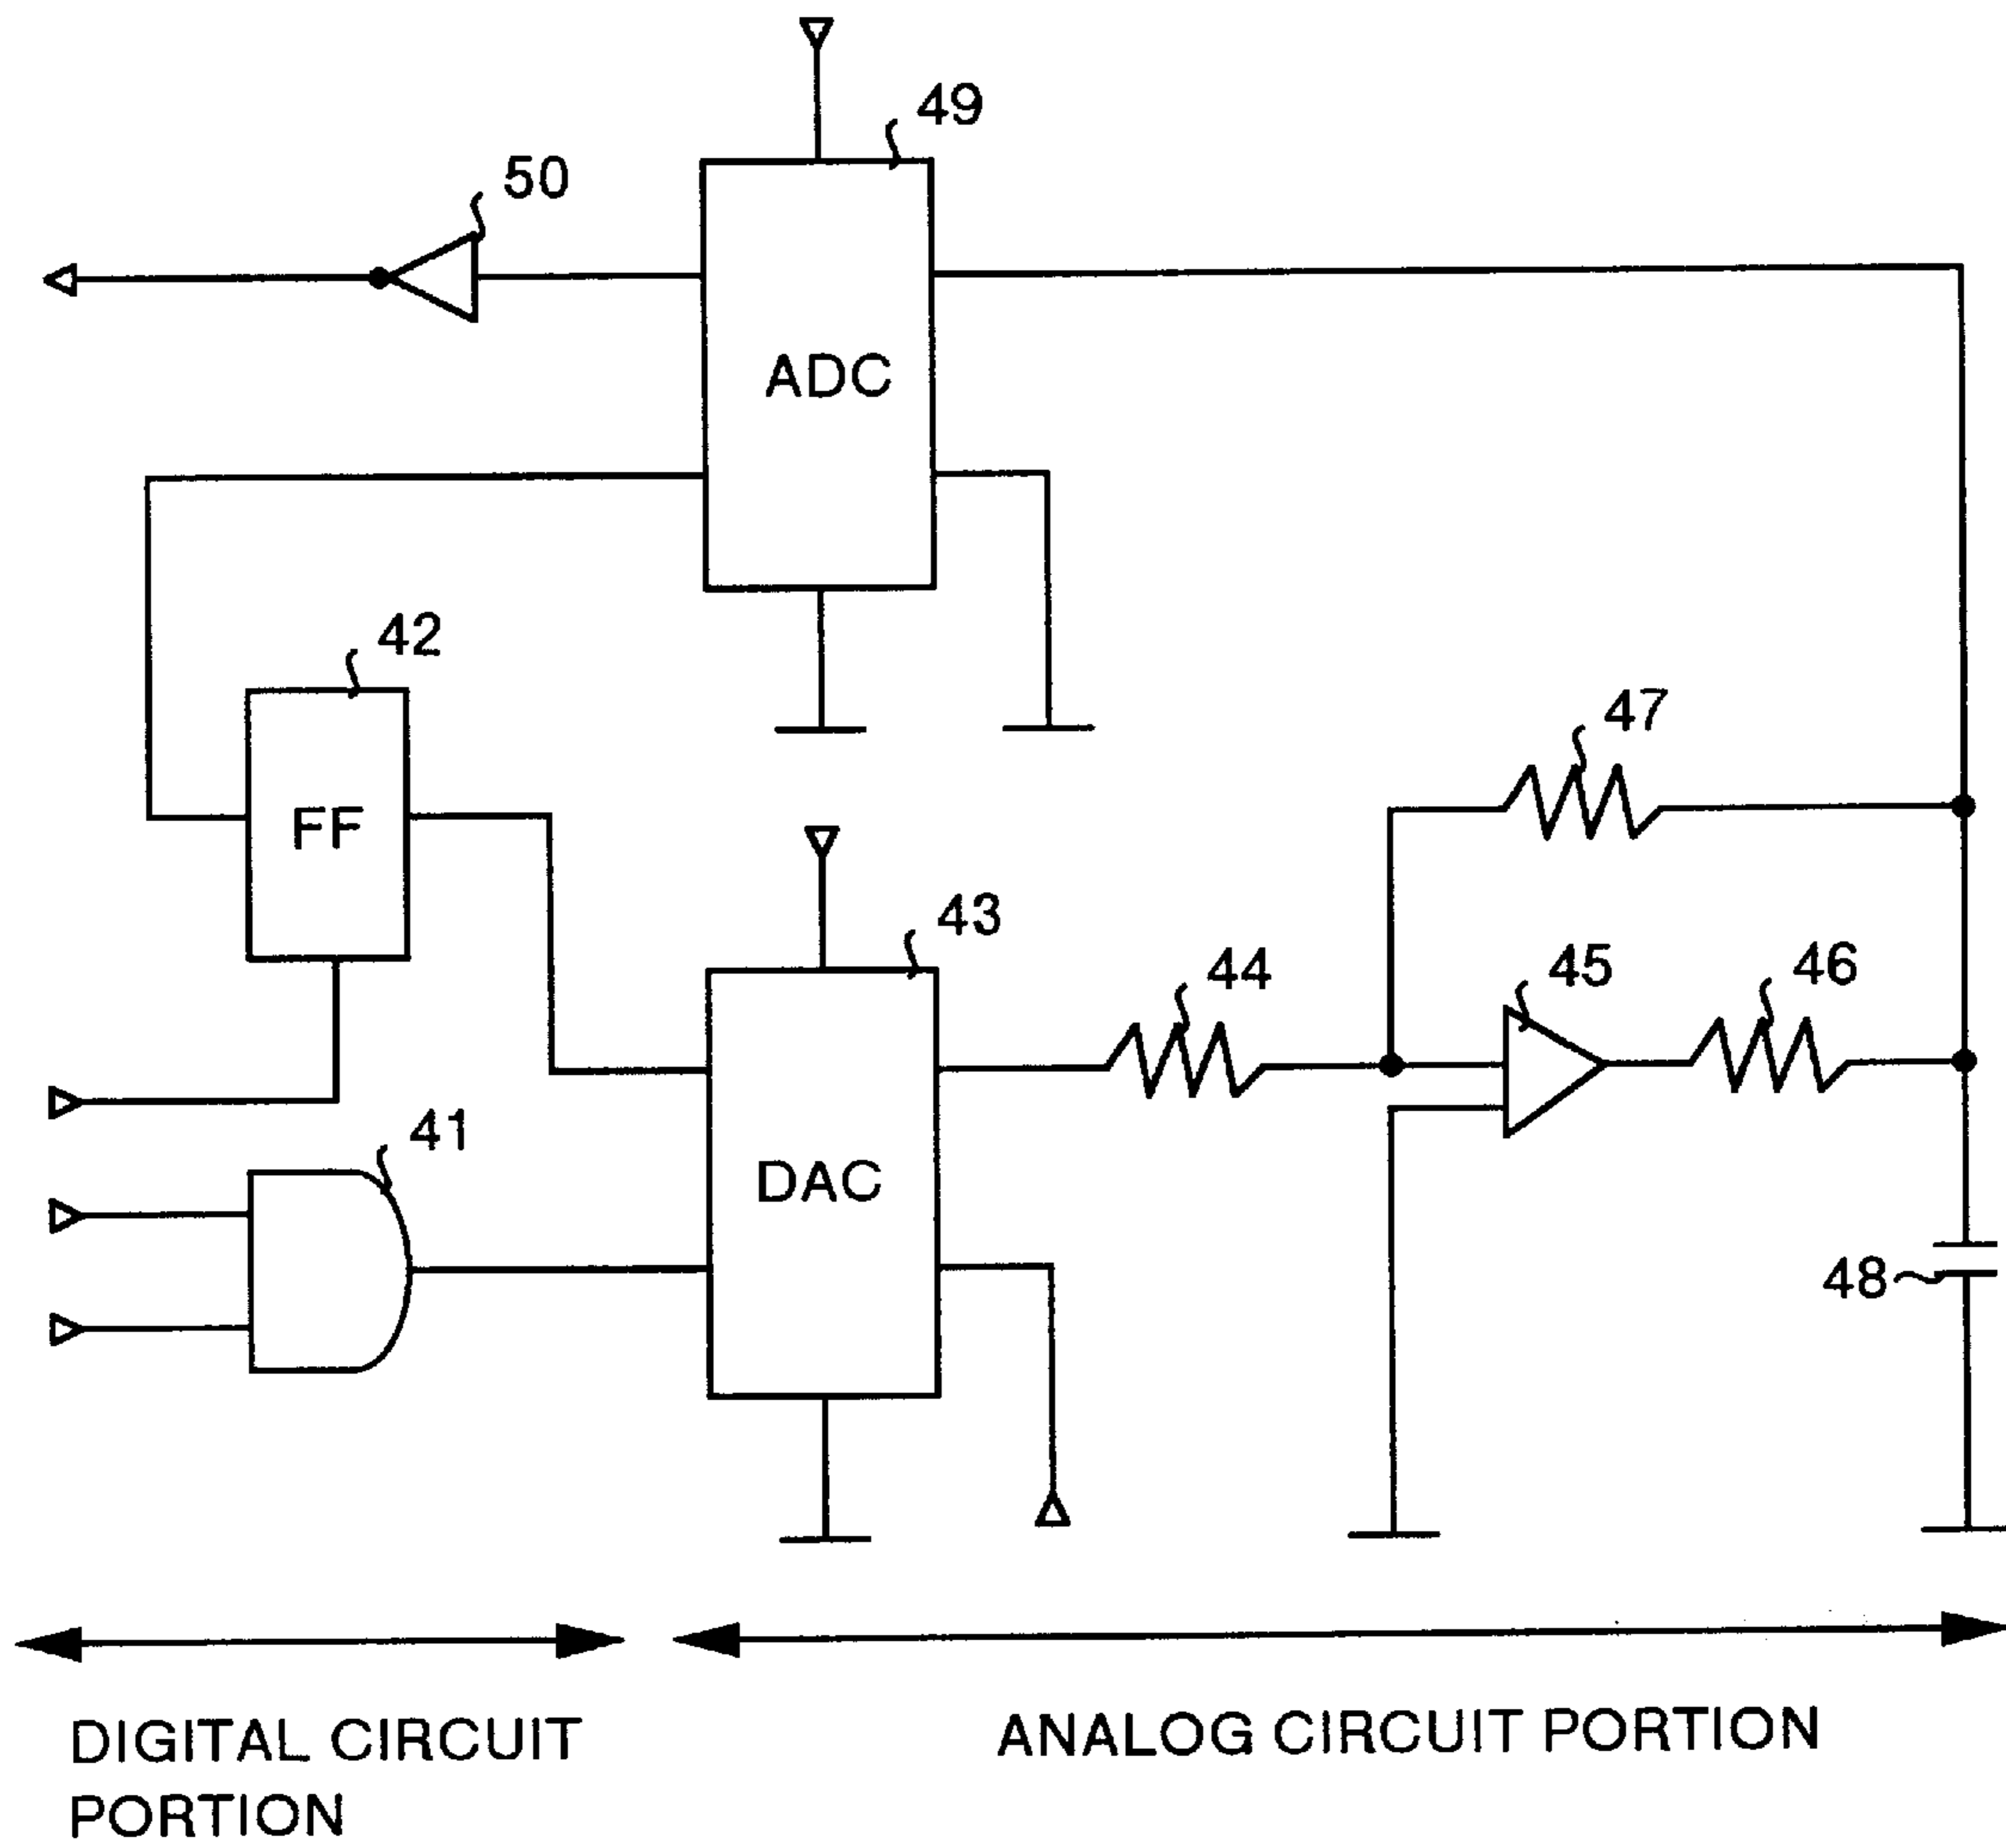 49
50
ADC
42
47
FF
43
44
45
46
41
DAC
48
DIGITAL CIRCUIT
PORTION
ANALOG CIRCUIT PORTION